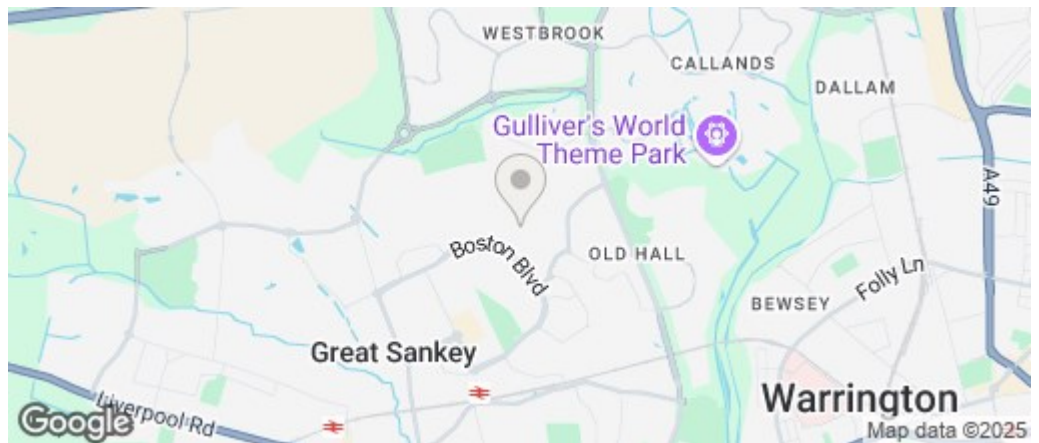 WESTBROOK
CALLANDS
DALLAM
Gulliver's World
Theme Park
A49
Boston Blvd
OLD HALL
Folly Ln
BEWSEY
Great Sankey
Liverpool Rd
Warrington
Google
Map data ©2025